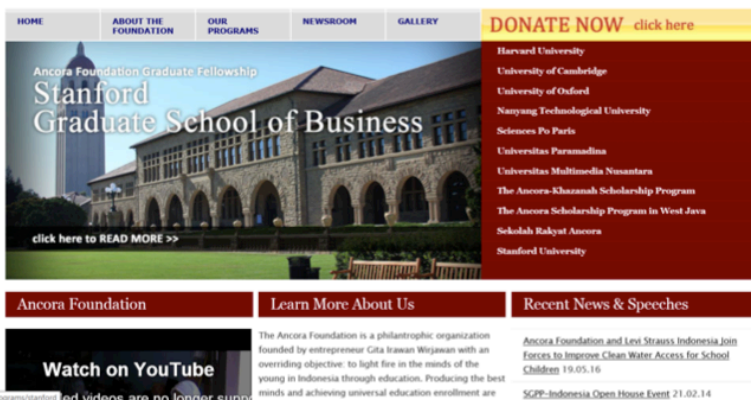 HOME
ABOUT THE
FOUNDATION
OUR
PROGRAMS
NEWSROOM
GALLERY
DONATE NOW click here
Ancora Foundation Graduate Fellowship
Stanford
Graduate School of Business
click here to READ MORE >>
Harvard University
University of Cambridge
University of Oxford
Nanyang Technological University
Sciences Po Paris
Universitas Paramadina
Universitas Multimedia Nusantara
The Ancora-Khazanah Scholarship Program
The Ancora Scholarship Program in West Java
Sekolah Rakyat Ancora
Stanford University
Ancora Foundation
Watch on YouTube
ed videos are no longer
Learn More About Us
The Ancora Foundation is a philantrophic organization
founded by entrepreneur Gita Irawan Wirjawan with an
overriding objective: to light fire in the minds of the
young in Indonesia through education. Producing the best
minds and achieving universal education enrollment are
Recent News & Speeches
Ancora Foundation and Levi Strauss Indonesia Join
Forces to Improve Clean Water Access for School
Children 19.05.16
SGPP-Indonesia Open House Event 21.02.14